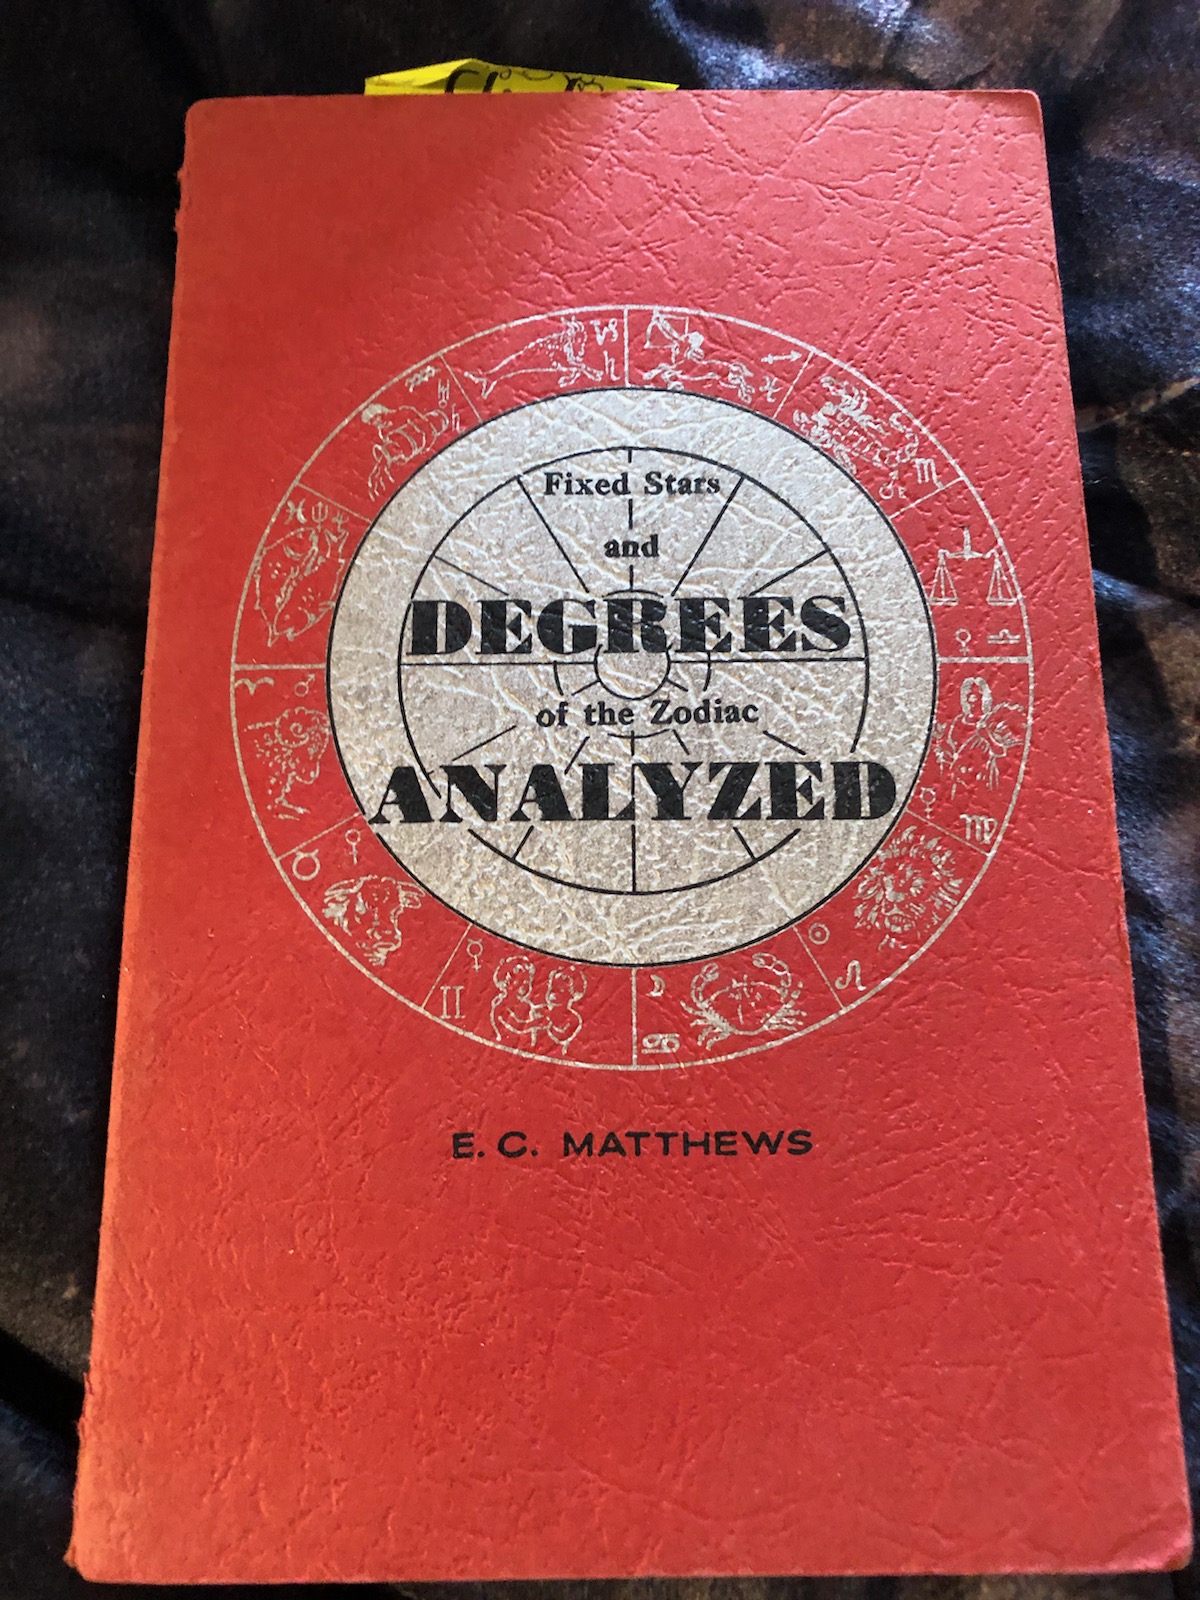 Fixed Stars
and
DEGREES
of the Zodiac
ANALYZED
E. C. MATTHEWS